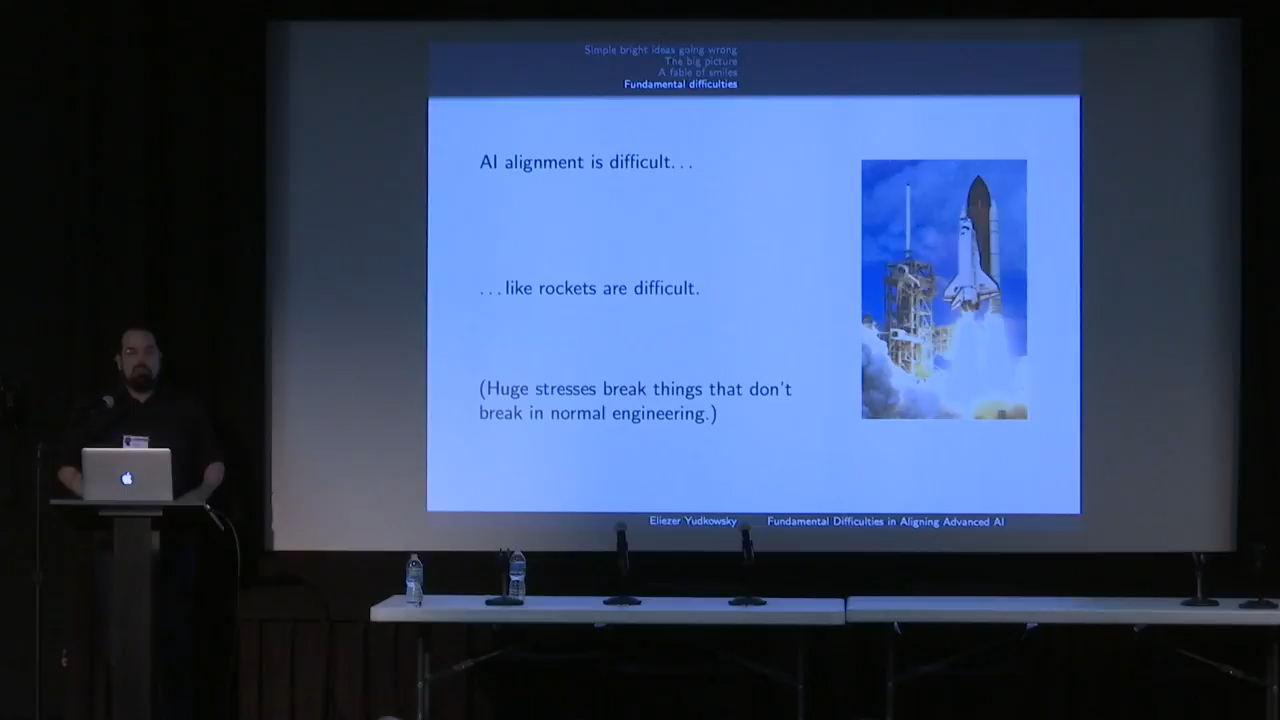 Simple bright ideas going wrong
The big picture
A fable of smiles
Fundamental difficulties
AI alignment is difficult. . .
. . . like rockets are difficult.
(Huge stresses break things that don't
break in normal engineering.)
Eliezer Yudkowsky
Fundamental Difficulties in Aligning Advanced AI